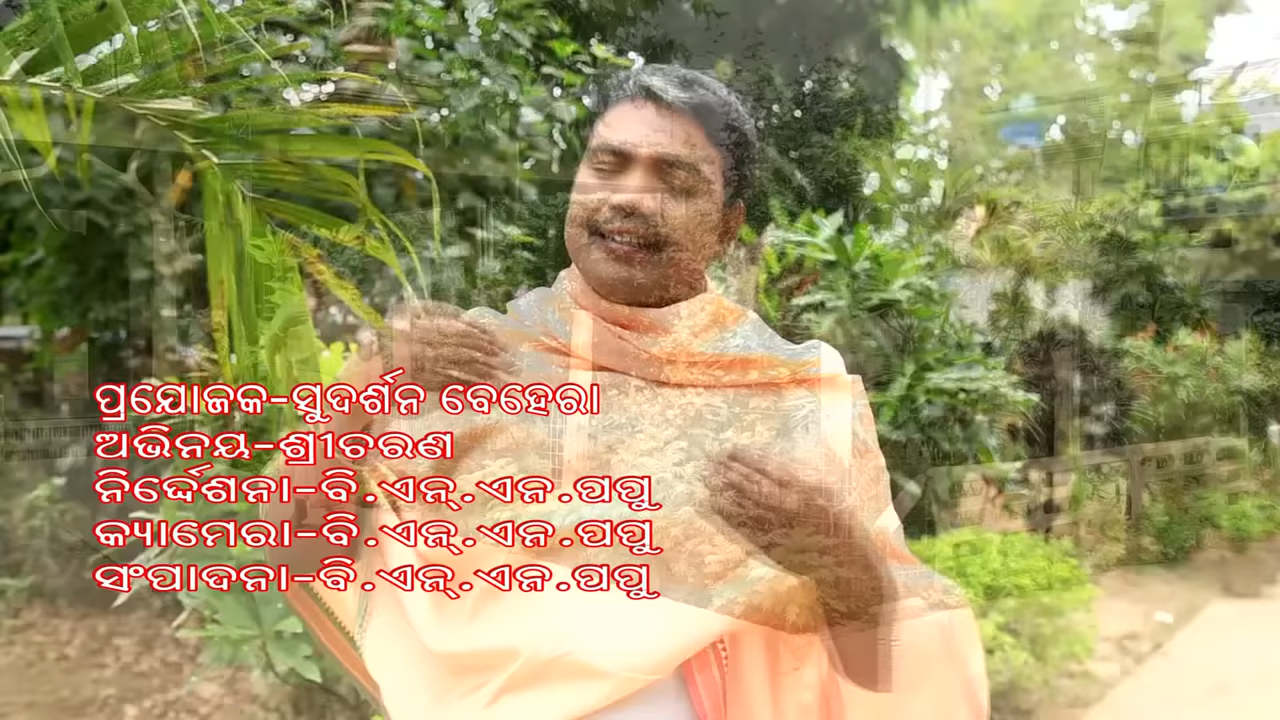 ପ୍ରଯୋଜକ-ସୁଦର୍ଶନ ବେହେରା
ଅଭିନୟ-ଶ୍ରୀଚରଣ
ନିର୍ଦ୍ଦେଶନା-ବି.ଏନ୍.ଏନ.ପପୁ
କ୍ୟାମେରା-ବି.ଏନ୍.ଏନ.ପପୁ
ସଂପାଦନା-ବି.ଏନ୍.ଏନ.ପପୁ